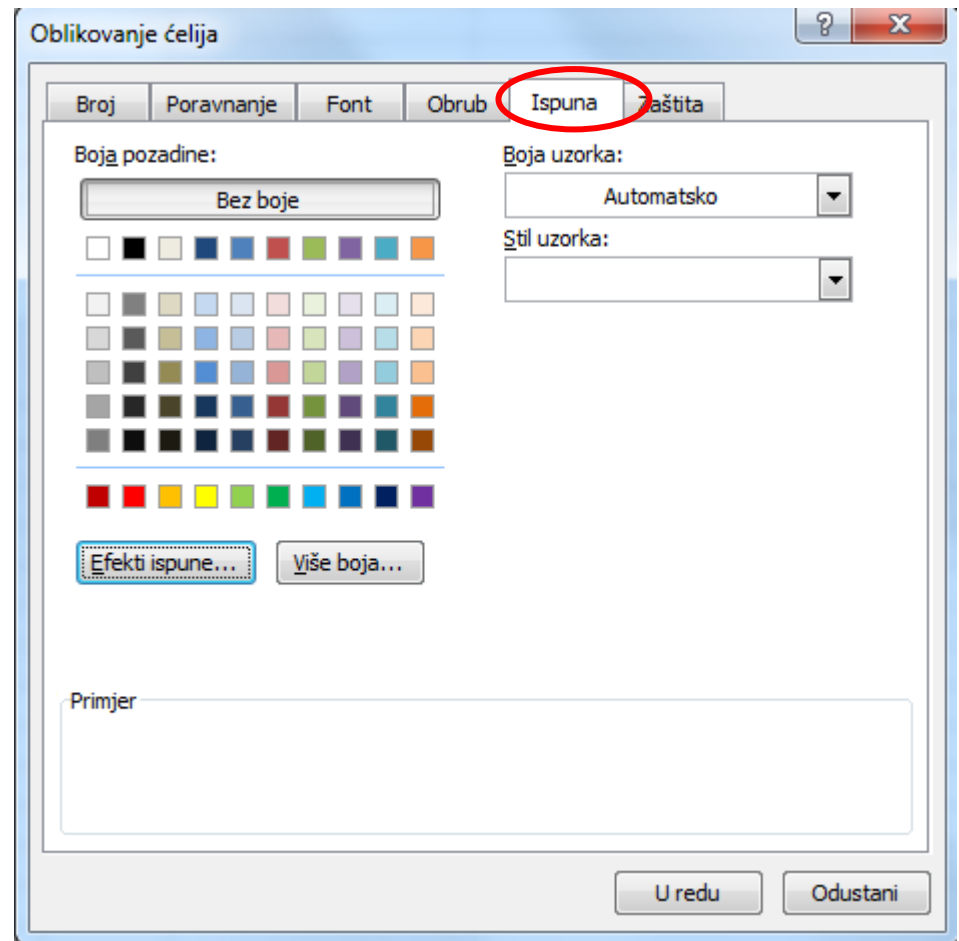 Oblikovanje ćelija
?
X
Broj Poravnanje Font Obrub Ispuna Zaštita
Boja pozadine:
Bez boje
Boja uzorka:
Automatsko
Stil uzorka:
Efekti ispune... Više boja...
Primjer
U redu Odustani